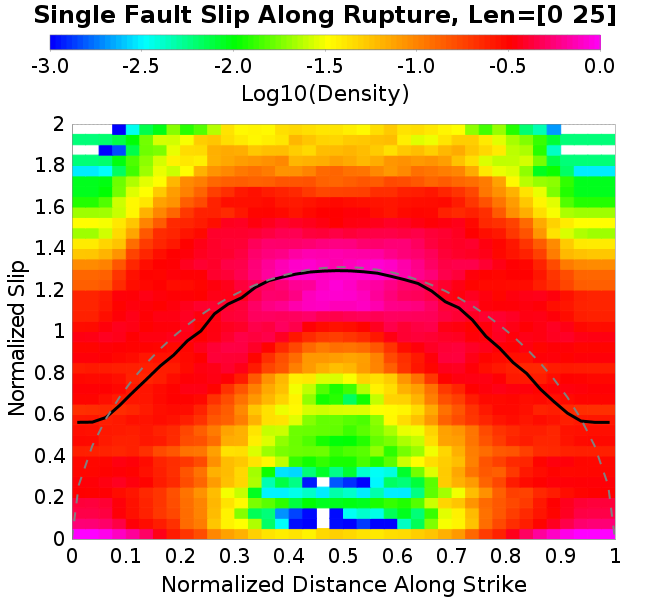 Single Fault Slip Along Rupture, Len=[0 25]
-3.0 -2.5 -2.0 -1.5 -1.0 -0.5 0.0
Log10(Density)
Normalized Slip
2
1.8
1.6
1.4
1.2
1
0.8
0.6
0.4
0.2
0
0 0.1 0.2 0.3 0.4 0.5 0.6 0.7 0.8 0.9 1
Normalized Distance Along Strike